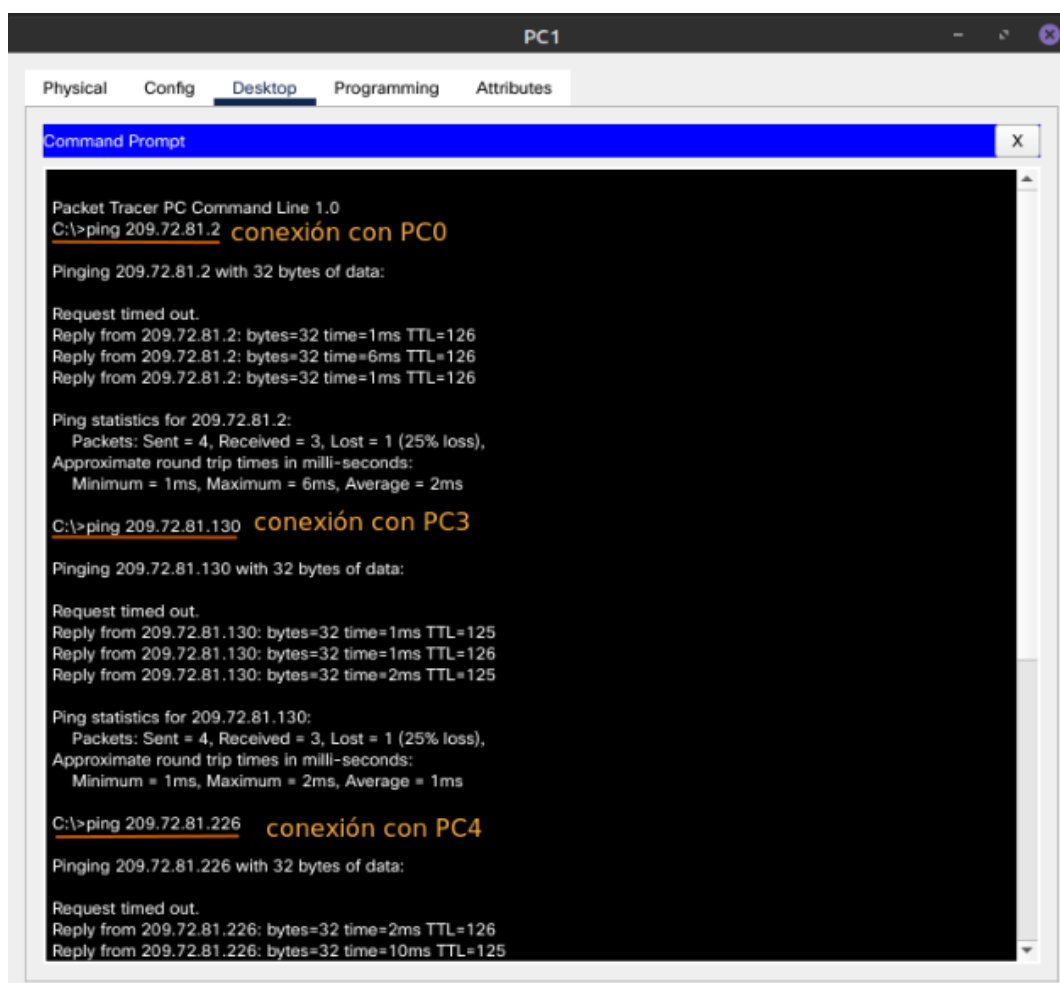 PC1
Physical Config Desktop Programming Attributes
Command Prompt X
Packet Tracer PC Command Line 1.0
C:\>ping 209.72.81.2 conexión con PC0
Pinging 209.72.81.2 with 32 bytes of data:
Request timed out.
Reply from 209.72.81.2: bytes=32 time=1ms TTL=126
Reply from 209.72.81.2: bytes=32 time=6ms TTL=126
Reply from 209.72.81.2: bytes=32 time=1ms TTL=126
Ping statistics for 209.72.81.2:
Packets: Sent = 4, Received = 3, Lost = 1 (25% loss),
Approximate round trip times in milli-seconds:
Minimum = 1ms, Maximum = 6ms, Average = 2ms
C:\>ping 209.72.81.130 conexión con PC3
Pinging 209.72.81.130 with 32 bytes of data:
Request timed out.
Reply from 209.72.81.130: bytes=32 time=1ms TTL=125
Reply from 209.72.81.130: bytes=32 time=1ms TTL=126
Reply from 209.72.81.130: bytes=32 time=2ms TTL=125
Ping statistics for 209.72.81.130:
Packets: Sent = 4, Received = 3, Lost = 1 (25% loss),
Approximate round trip times in milli-seconds:
Minimum = 1ms, Maximum = 2ms, Average = 1ms
C:\>ping 209.72.81.226 conexión con PC4
Pinging 209.72.81.226 with 32 bytes of data:
Request timed out.
Reply from 209.72.81.226: bytes=32 time=2ms TTL=126
Reply from 209.72.81.226: bytes=32 time=10ms TTL=125